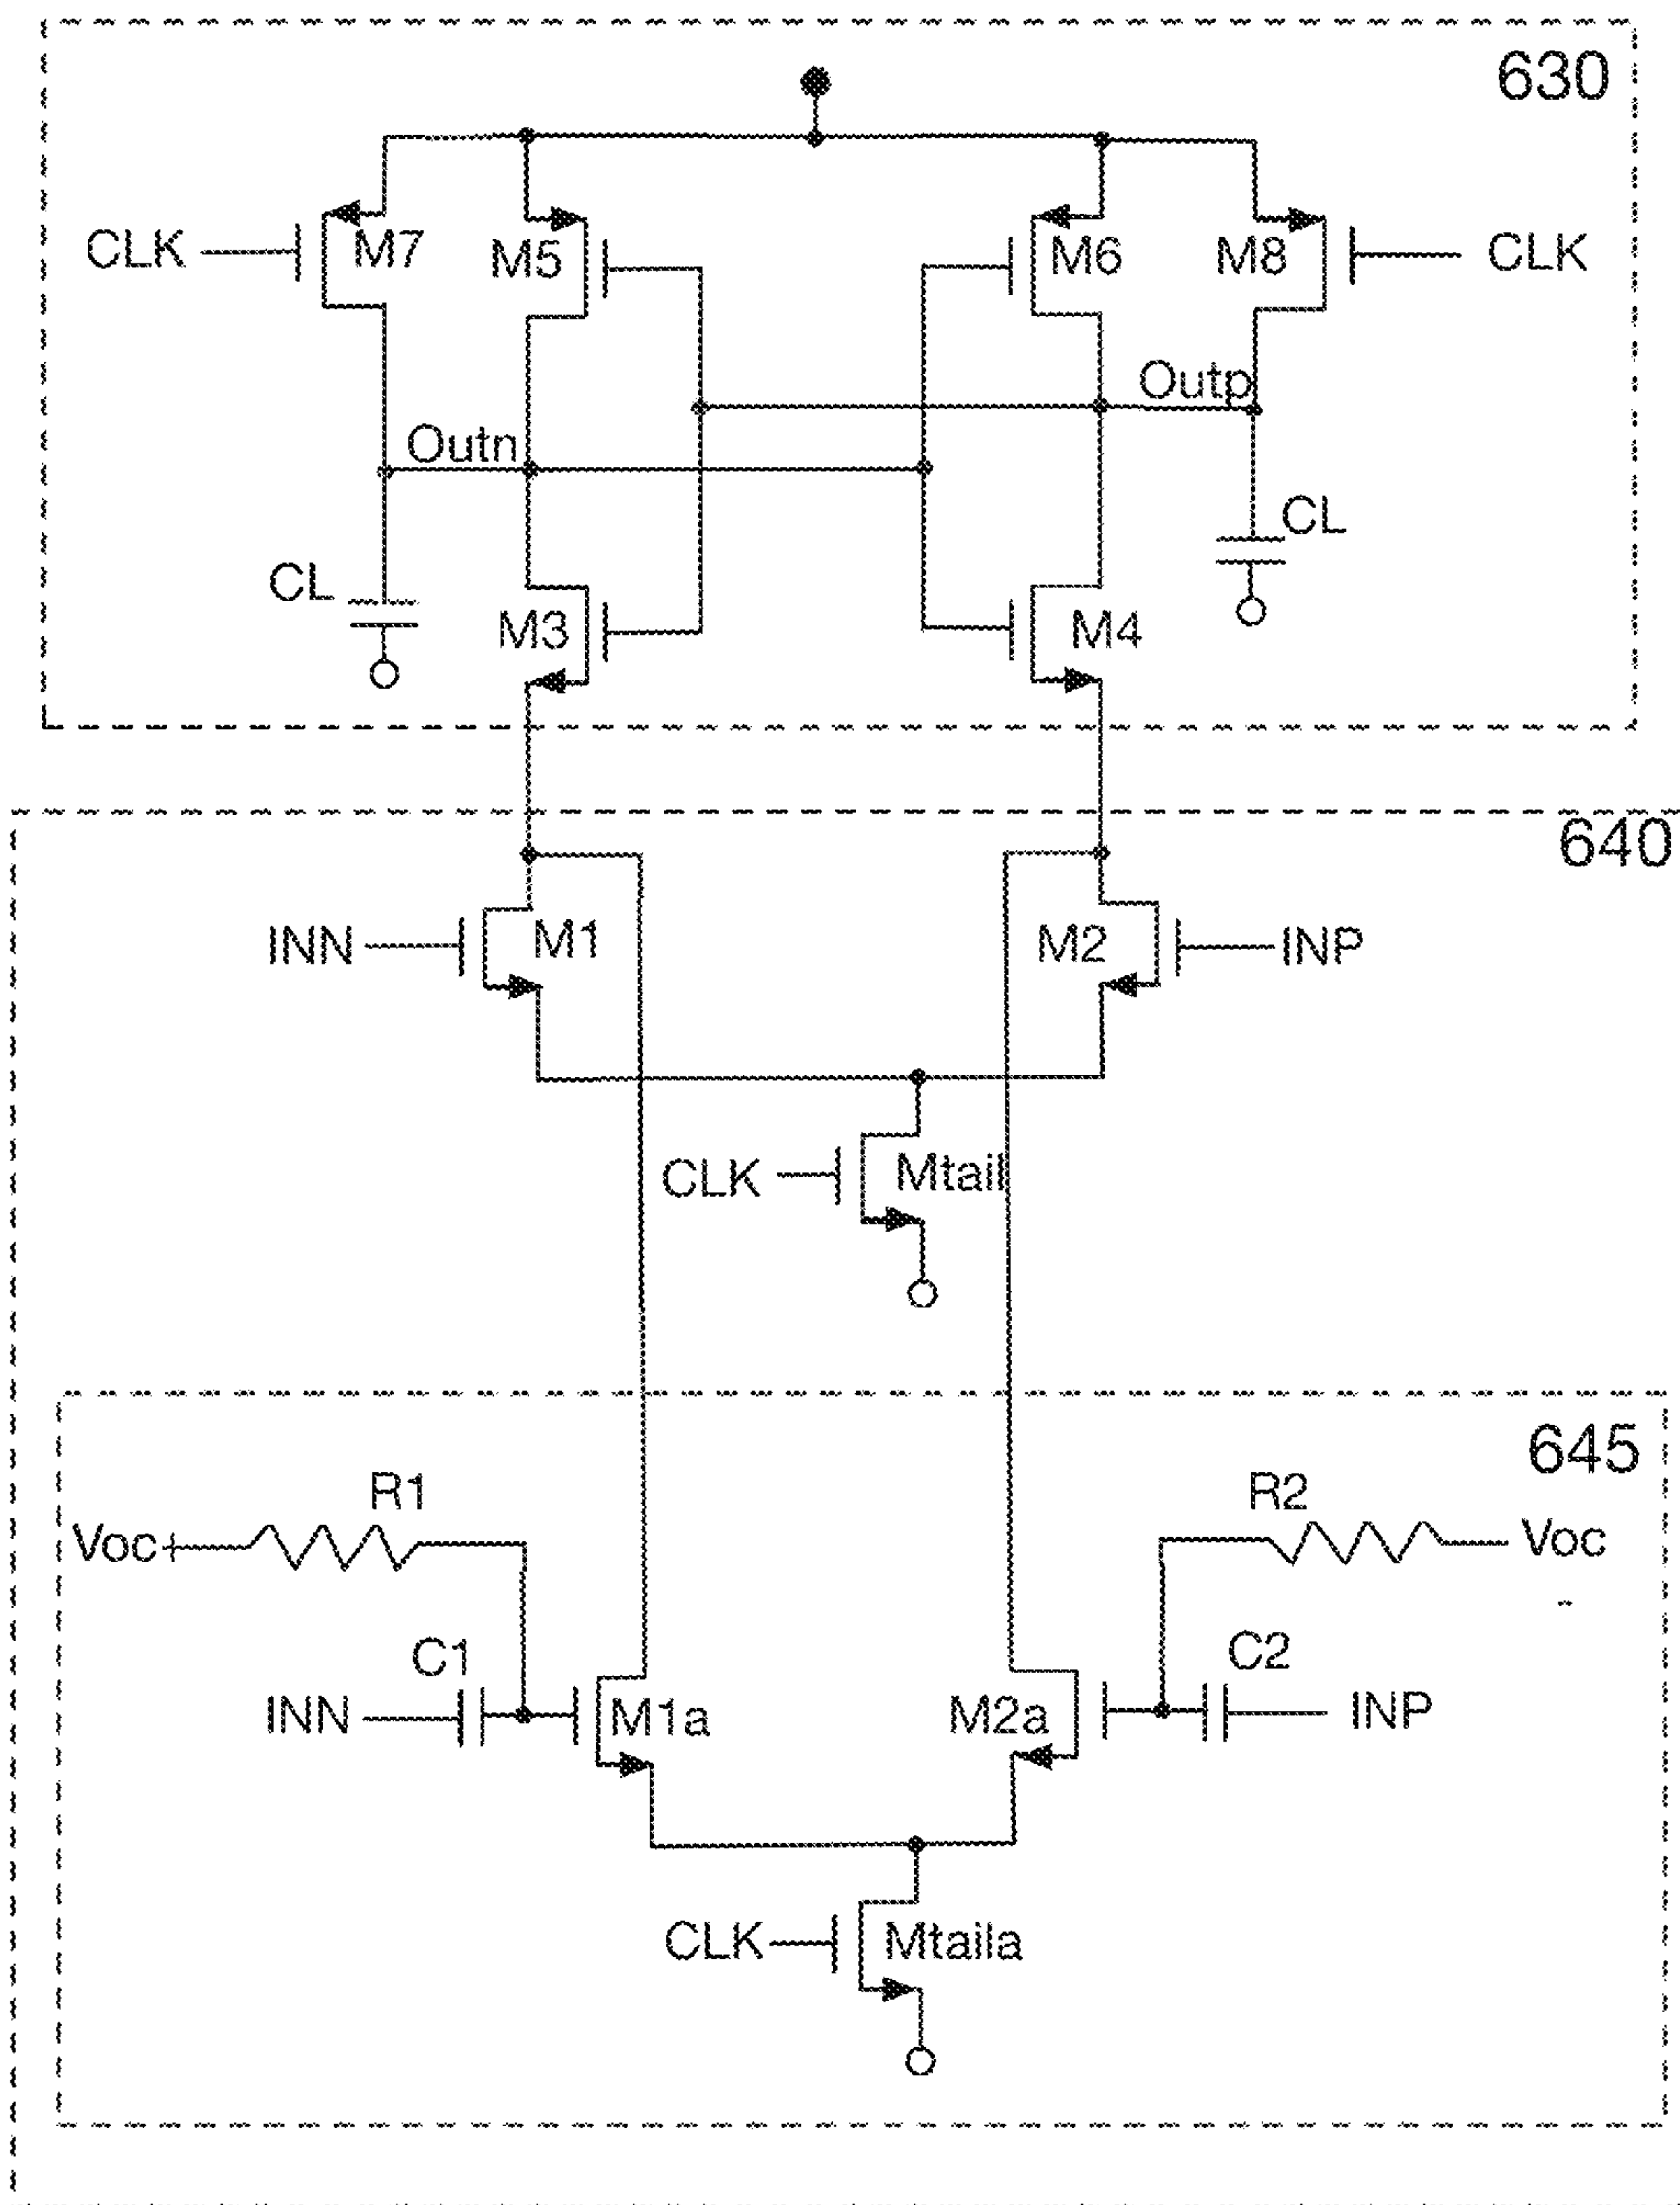 630
CLK M7 M5 M6 M8 CLK
Outp
Outn
CL
CL
M3 M4
640
INN M1 M2 INP
CLK Mtail
645
R1 R2
Voc+ Voc
-
C1 C2
INN M1a M2a INP
CLK Mtaila